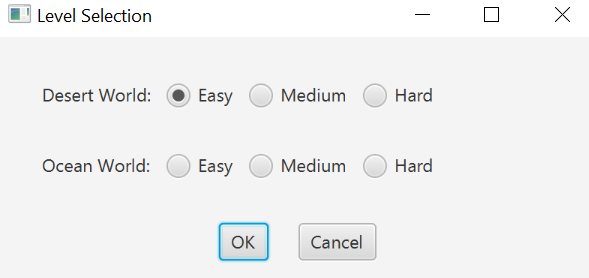 Level Selection
Desert World: Easy Medium Hard
Ocean World: Easy Medium Hard
OK Cancel